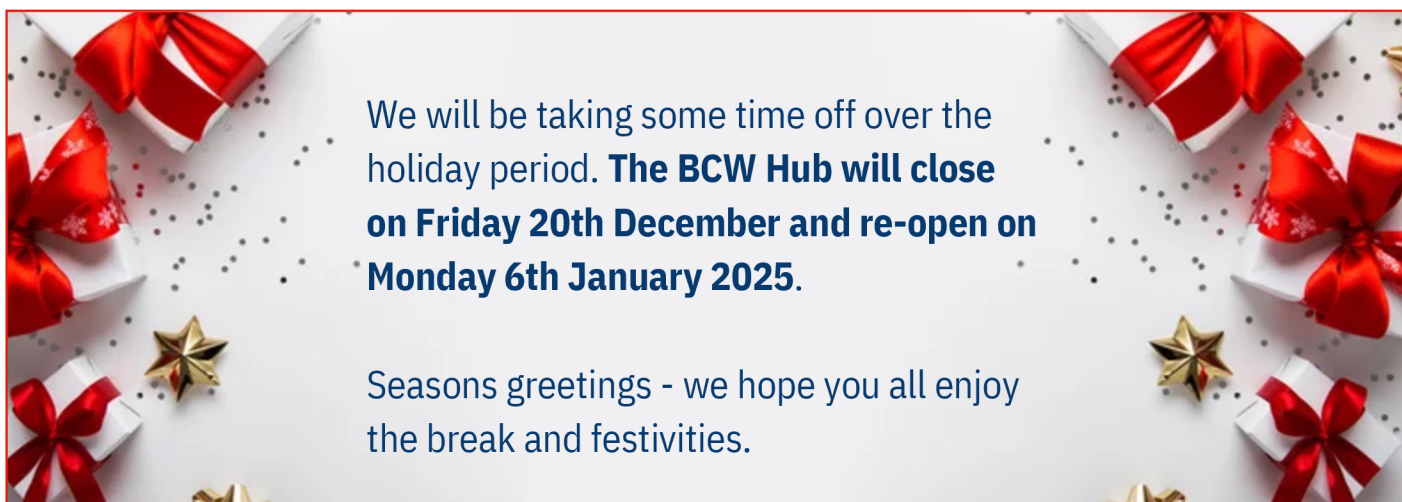 We will be taking some time off over the
holiday period. The BCW Hub will close
on Friday 20th December and re-open on
Monday 6th January 2025.
Seasons greetings - we hope you all enjoy
the break and festivities.